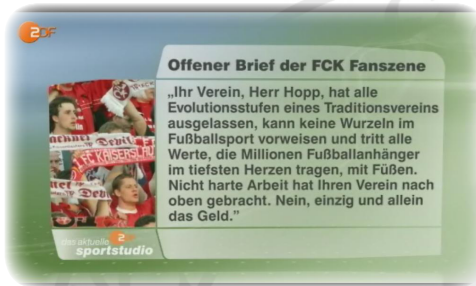 ZDF
Offener Brief der FCK Fanszene
„Ihr Verein, Herr Hopp, hat alle
Evolutionsstufen eines Traditionsvereins
ausgelassen, kann keine Wurzeln im
Fußballsport vorweisen und tritt alle
Werte, die Millionen Fußballanhänger
im tiefsten Herzen tragen, mit Füßen.
Nicht harte Arbeit hat Ihren Verein nach
oben gebracht. Nein, einzig und allein
das Geld.”
das aktuelle ZDF
sportstudio